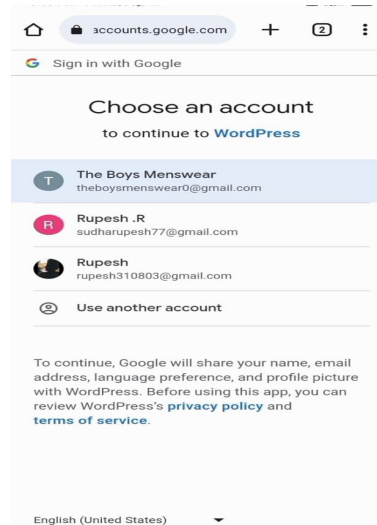 accounts.google.com
2
G Sign in with Google
Choose an account
to continue to WordPress
T
The Boys Menswear
theboysmenswear0@gmail.com
R
Rupesh .R
sudharupesh77@gmail.com
Rupesh
rupesh310803@gmail.com
Use another account
To continue, Google will share your name, email
address, language preference, and profile picture
with WordPress. Before using this app, you can
review WordPress's privacy policy and
terms of service.
English (United States)